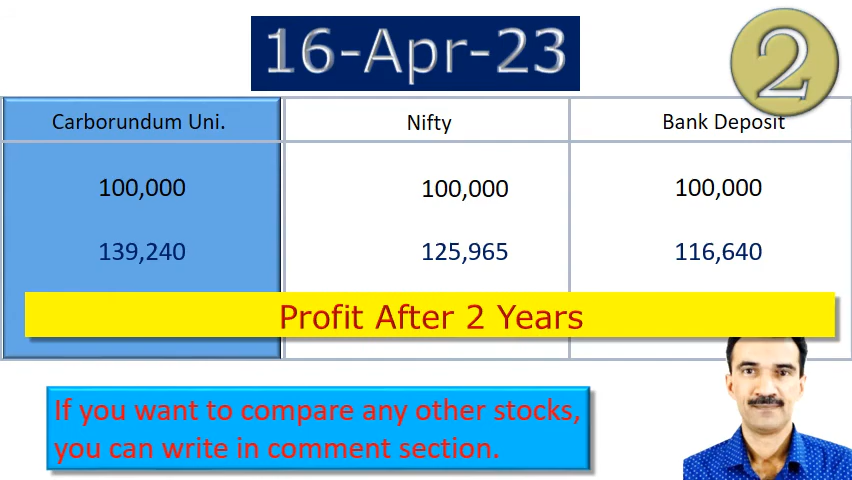 16-Apr-23
2
Carborundum Uni. Nifty Bank Deposit
100,000 100,000 100,000
139,240 125,965 116,640
Profit After 2 Years
If you want to compare any other stocks,
you can write in comment section.